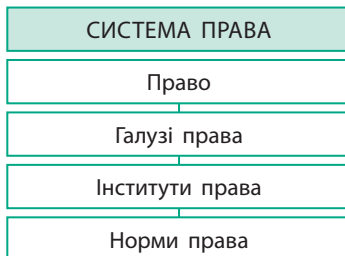 СИСТЕМА ПРАВА
Право
Галузі права
Інститути права
Норми права